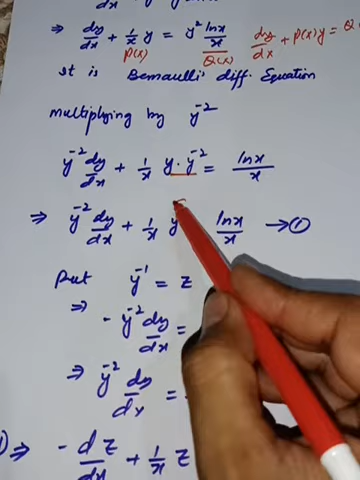 ⇒ dy/dx + 1/x y = y² lnx/x dy/dx + P(x)y = Q
P(x) Q(x)
It is Bernaulli's diff. Equation
multiplying by y⁻²
y⁻² dy/dx + 1/x y · y⁻² = lnx/x
⇒ y⁻² dy/dx + 1/x y lnx/x → ①
Put y⁻¹ = z
⇒ - y⁻² dy/dx =
⇒ y⁻² dy/dx =
⇒ - dz/dx + 1/x z